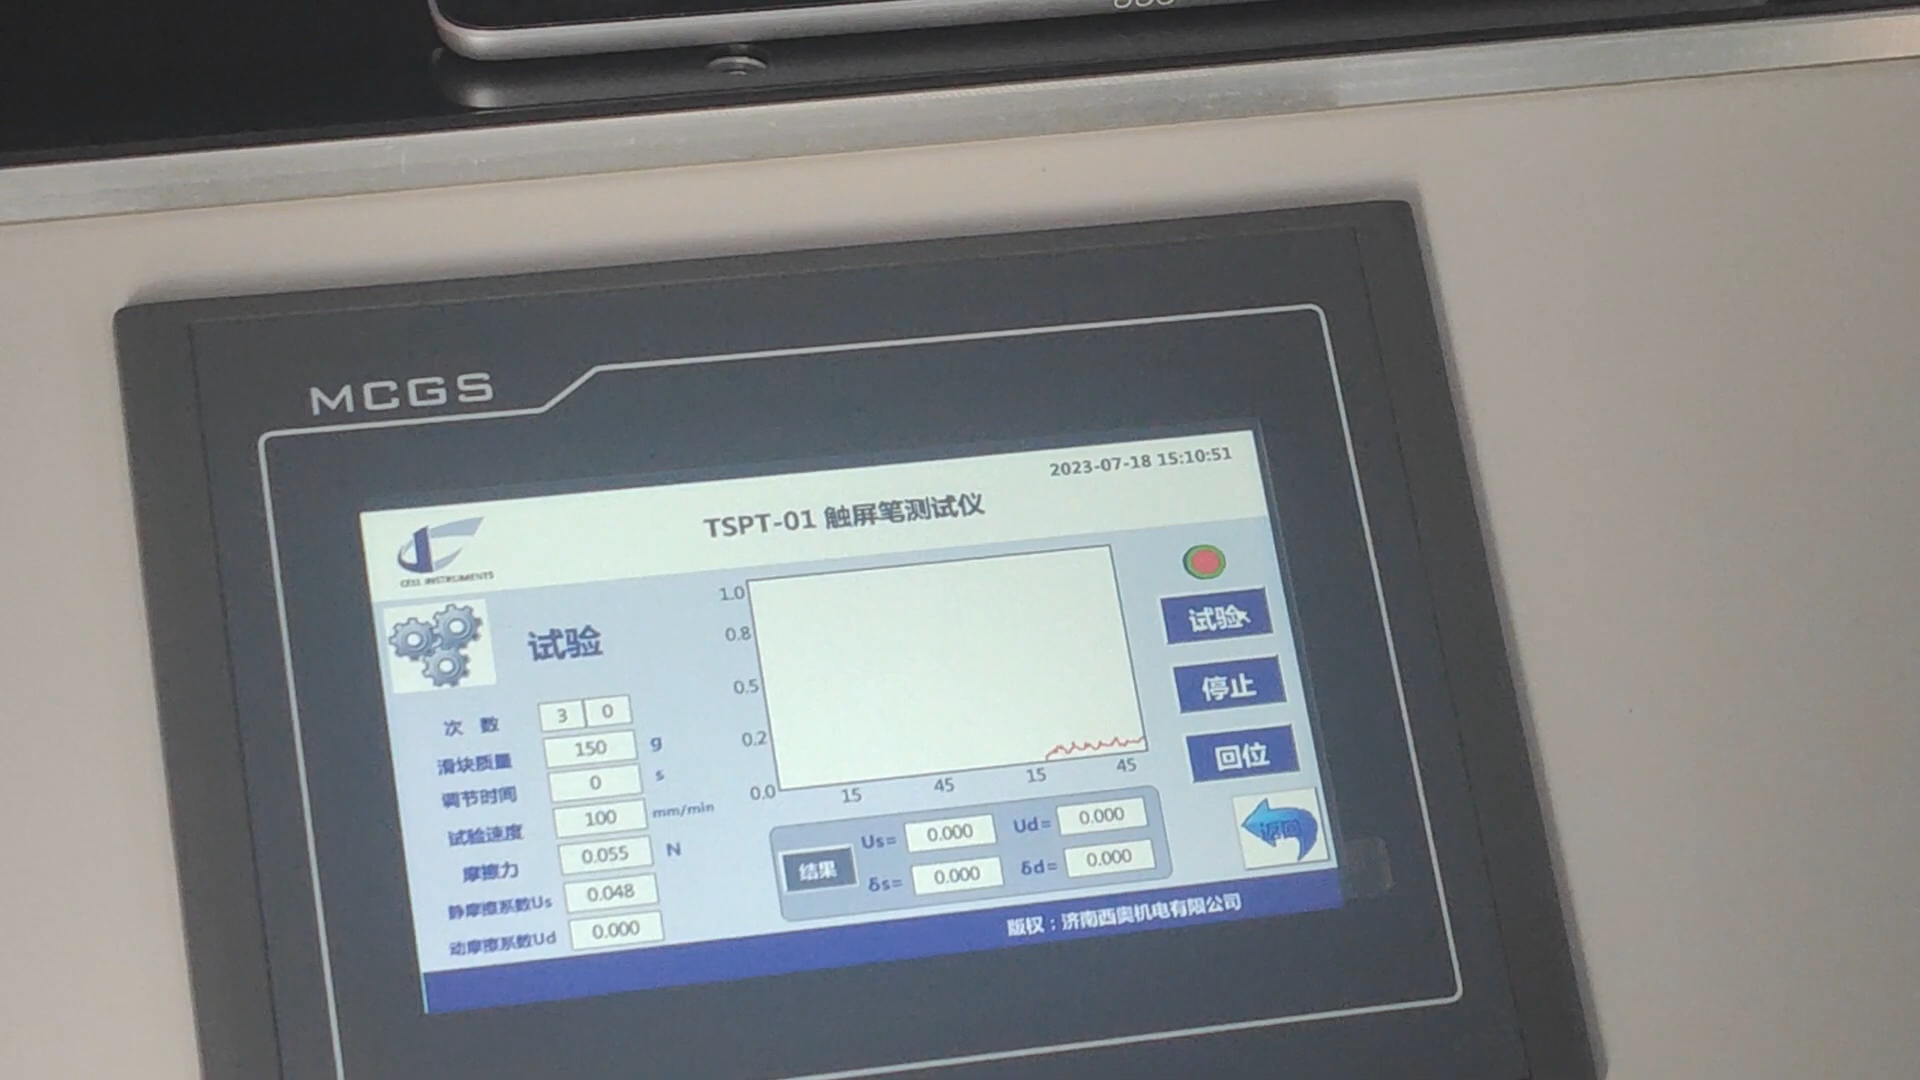 MCGS
2023-07-18 15:10:51
TSPT-01 触屏笔测试仪
CELL INSTRUMENTS
试验
次 数 3 0
滑块质量 150 g
调节时间 0 s
试验速度 100 mm/min
摩擦力 0.055 N
静摩擦系数Us 0.048
动摩擦系数Ud 0.000
1.0
0.8
0.5
0.2
0.0
15 45 15 45
结果
Us= 0.000 Ud= 0.000
δs= 0.000 δd= 0.000
试验
停止
回位
返回
版权：济南西奥机电有限公司